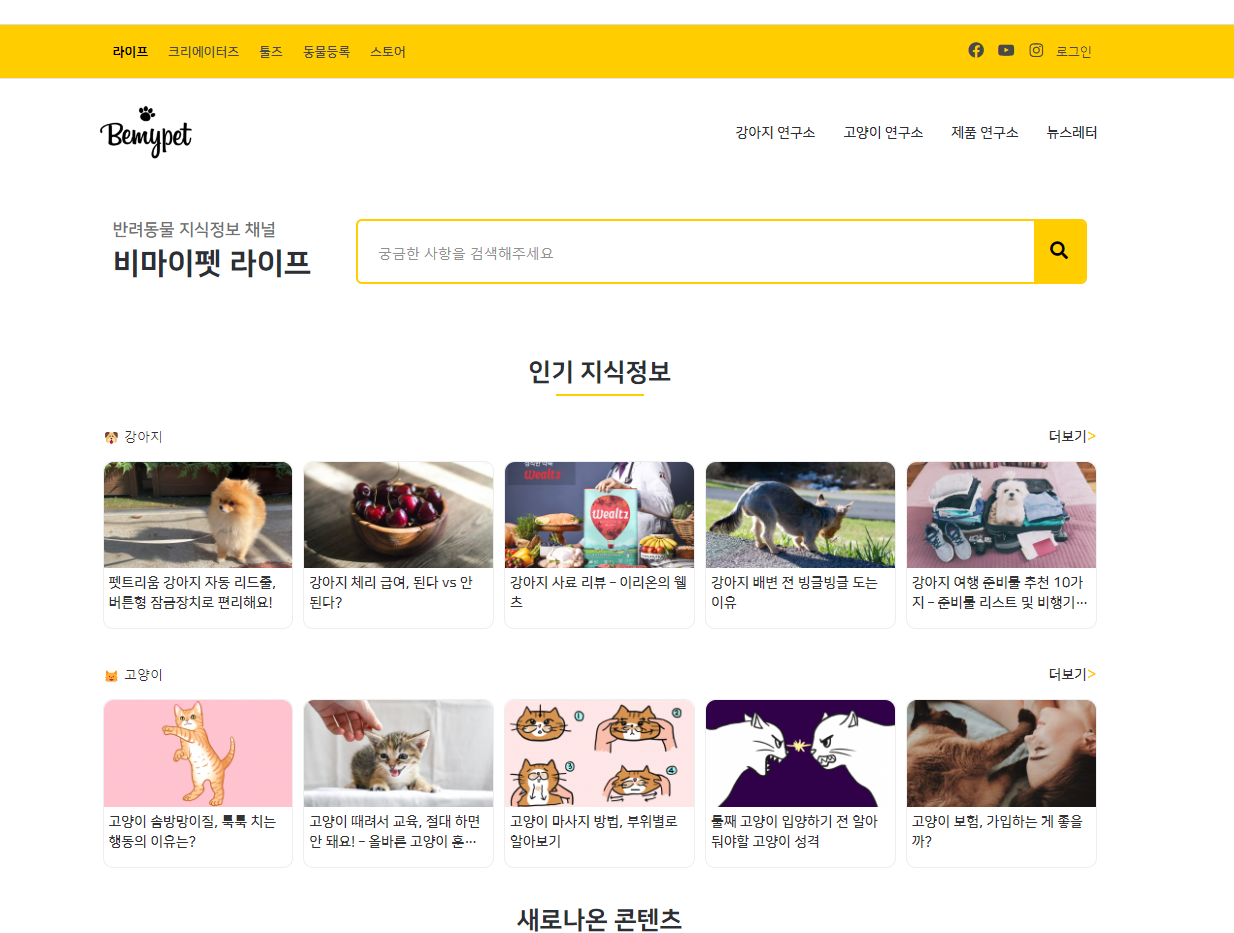 라이프 크리에이터즈 툴즈 동물등록 스토어 로그인
Bemypet
강아지 연구소 고양이 연구소 제품 연구소 뉴스레터
반려동물 지식정보 채널
비마이펫 라이프
궁금한 사항을 검색해주세요
인기 지식정보
강아지 더보기>
Wealtz
Wealtz
펫트리움 강아지 자동 리드줄,
버튼형 잠금장치로 편리해요!
강아지 체리 급여, 된다 vs 안
된다?
강아지 사료 리뷰 – 이리온의 웰
츠
강아지 배변 전 빙글빙글 도는
이유
강아지 여행 준비물 추천 10가
지 – 준비물 리스트 및 비행기…
고양이 더보기>
1
2
3
4
고양이 솜방망이질, 툭툭 치는
행동의 이유는?
고양이 때려서 교육, 절대 하면
안 돼요! – 올바른 고양이 훈…
고양이 마사지 방법, 부위별로
알아보기
둘째 고양이 입양하기 전 알아
둬야할 고양이 성격
고양이 보험, 가입하는 게 좋을
까?
새로나온 콘텐츠